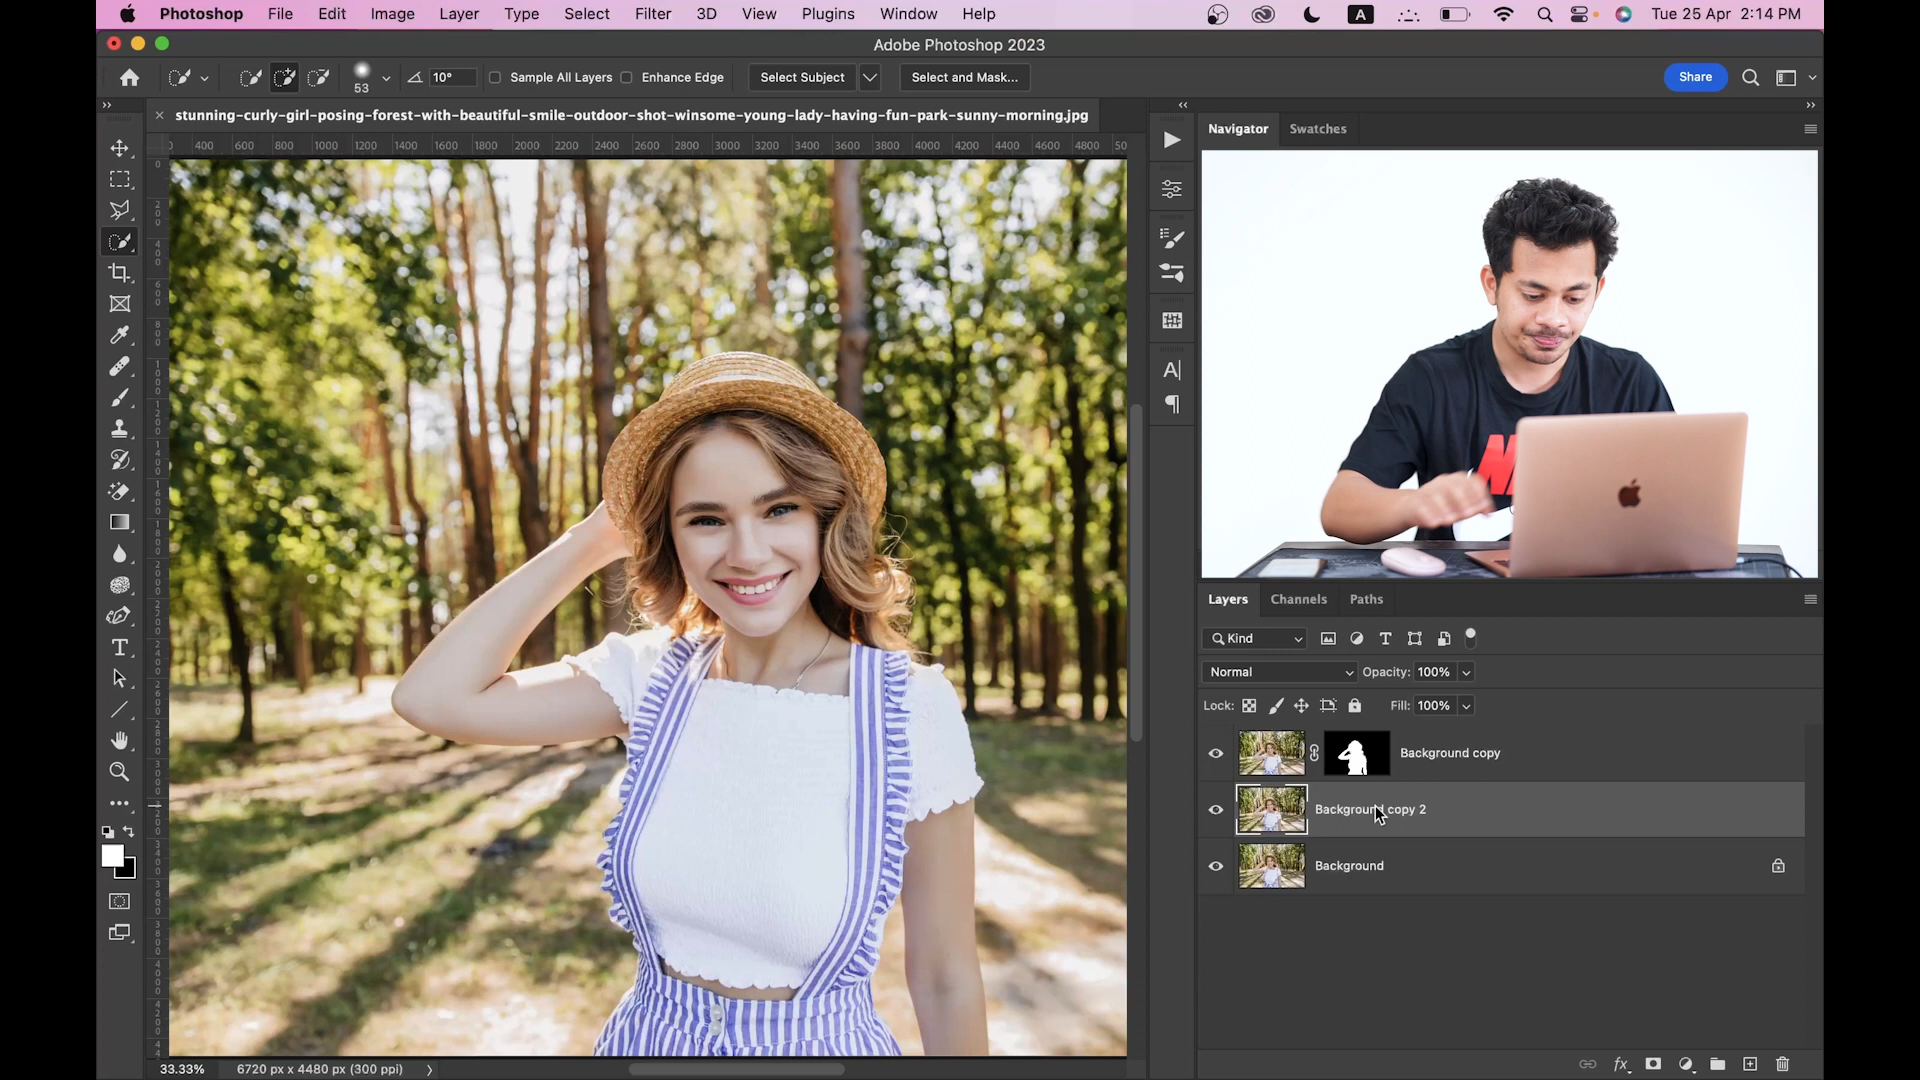 Photoshop File Edit Image Layer Type Select Filter 3D View Plugins Window Help A Tue 25 Apr 2:14 PM
Adobe Photoshop 2023
53 10° Sample All Layers Enhance Edge Select Subject Select and Mask... Share
stunning-curly-girl-posing-forest-with-beautiful-smile-outdoor-shot-winsome-young-lady-having-fun-park-sunny-morning.jpg
Navigator Swatches
0 400 600 800 1000 1200 1400 1600 1800 2000 2200 2400 2600 2800 3000 3200 3400 3600 3800 4000 4200 4400 4600 4800 50
Layers Channels Paths
Kind
Normal Opacity: 100%
Lock: Fill: 100%
Background copy
Background copy 2
Background
33.33% 6720 px x 4480 px (300 ppi)
fx